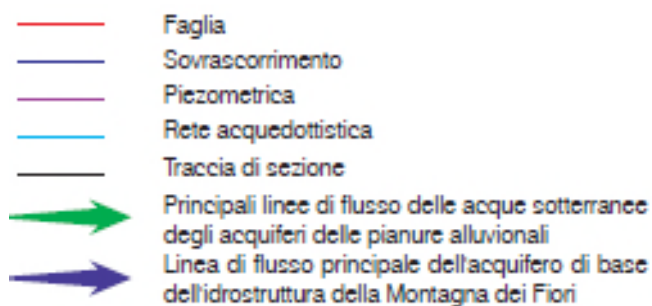 Faglia
Sovrascorrimento
Piezometrica
Rete acquedottistica
Traccia di sezione
Principali linee di flusso delle acque sotterranee
degli acquiferi delle pianure alluvionali
Linea di flusso principale dell'acquifero di base
dell'idrostruttura della Montagna dei Fiori